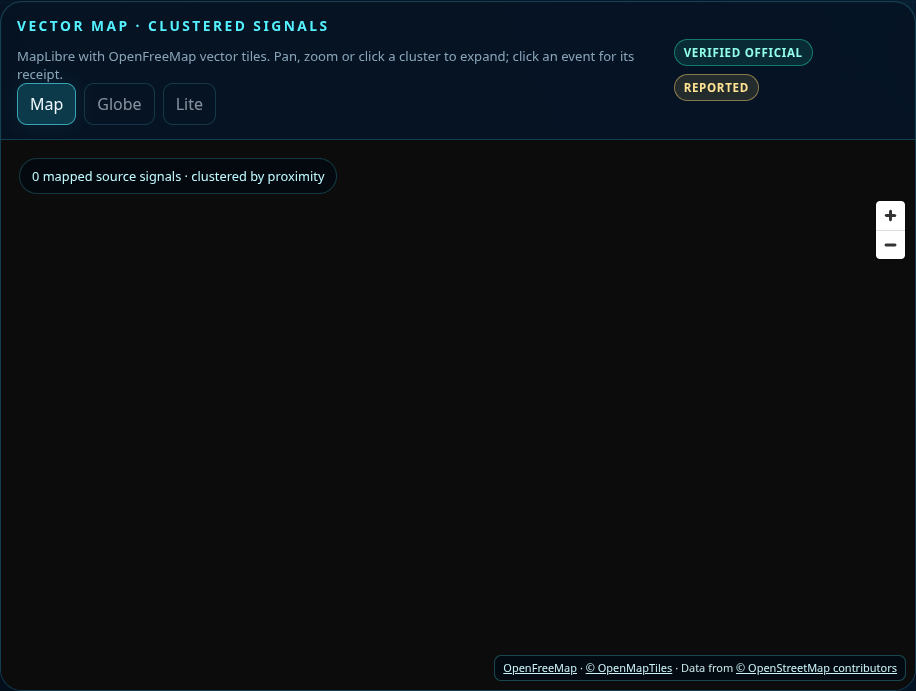 VECTOR MAP · CLUSTERED SIGNALS
MapLibre with OpenFreeMap vector tiles. Pan, zoom or click a cluster to expand; click an event for its
receipt.
VERIFIED OFFICIAL
REPORTED
Map Globe Lite
0 mapped source signals · clustered by proximity
+
−
OpenFreeMap · © OpenMapTiles · Data from © OpenStreetMap contributors